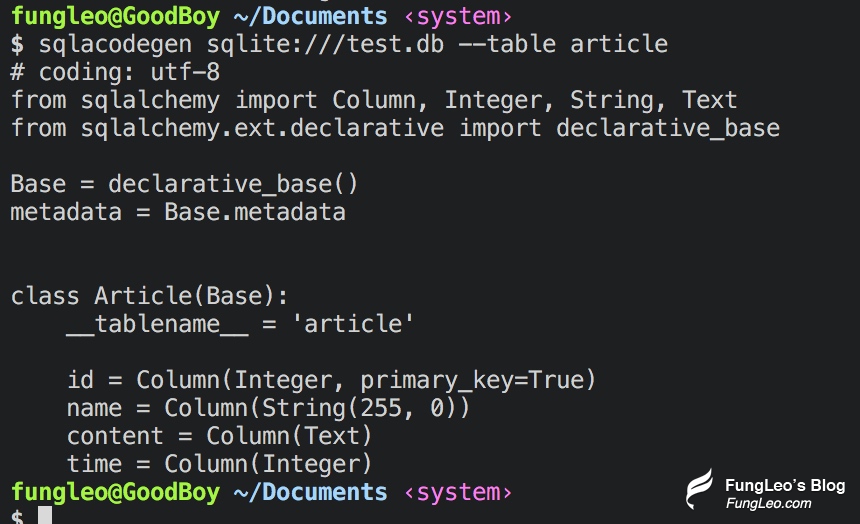 fungleo@GoodBoy ~/Documents ‹system›
$ sqlacodegen sqlite:///test.db --table article
# coding: utf-8
from sqlalchemy import Column, Integer, String, Text
from sqlalchemy.ext.declarative import declarative_base

Base = declarative_base()
metadata = Base.metadata


class Article(Base):
    __tablename__ = 'article'

    id = Column(Integer, primary_key=True)
    name = Column(String(255, 0))
    content = Column(Text)
    time = Column(Integer)
fungleo@GoodBoy ~/Documents ‹system›
$
FungLeo's Blog
FungLeo.com